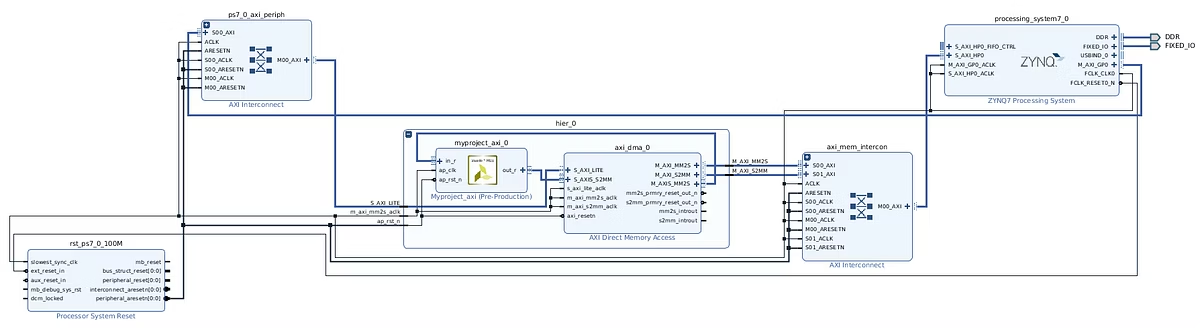 ps7_0_axi_periph
S00_AXI
ACLK
ARESETN
S00_ACLK
S00_ARESETN
M00_ACLK
M00_ARESETN
M00_AXI
AXI Interconnect
processing_system7_0
S_AXI_HP0_FIFO_CTRL
S_AXI_HP0
M_AXI_GP0_ACLK
S_AXI_HP0_ACLK
ZYNQ
DDR
FIXED_IO
USBIND_0
M_AXI_GP0
FCLK_CLK0
FCLK_RESET0_N
ZYNQ7 Processing System
DDR
FIXED_IO
hier_0
myproject_axi_0
in_r
ap_clk
ap_rst_n
out_r
Myproject_axi (Pre-Production)
axi_dma_0
S_AXI_LITE
S_AXIS_S2MM
s_axi_lite_aclk
m_axi_mm2s_aclk
m_axi_s2mm_aclk
axi_resetn
M_AXI_MM2S
M_AXI_S2MM
M_AXIS_MM2S
mm2s_prmry_reset_out_n
s2mm_prmry_reset_out_n
mm2s_introut
s2mm_introut
AXI Direct Memory Access
S_AXI_LITE
m_axi_mm2s_aclk
ap_rst_n
M_AXI_MM2S
M_AXI_S2MM
axi_mem_intercon
S00_AXI
S01_AXI
ACLK
ARESETN
S00_ACLK
S00_ARESETN
M00_ACLK
M00_ARESETN
S01_ACLK
S01_ARESETN
M00_AXI
AXI Interconnect
rst_ps7_0_100M
slowest_sync_clk
ext_reset_in
aux_reset_in
mb_debug_sys_rst
dcm_locked
mb_reset
bus_struct_reset[0:0]
peripheral_reset[0:0]
interconnect_aresetn[0:0]
peripheral_aresetn[0:0]
Processor System Reset